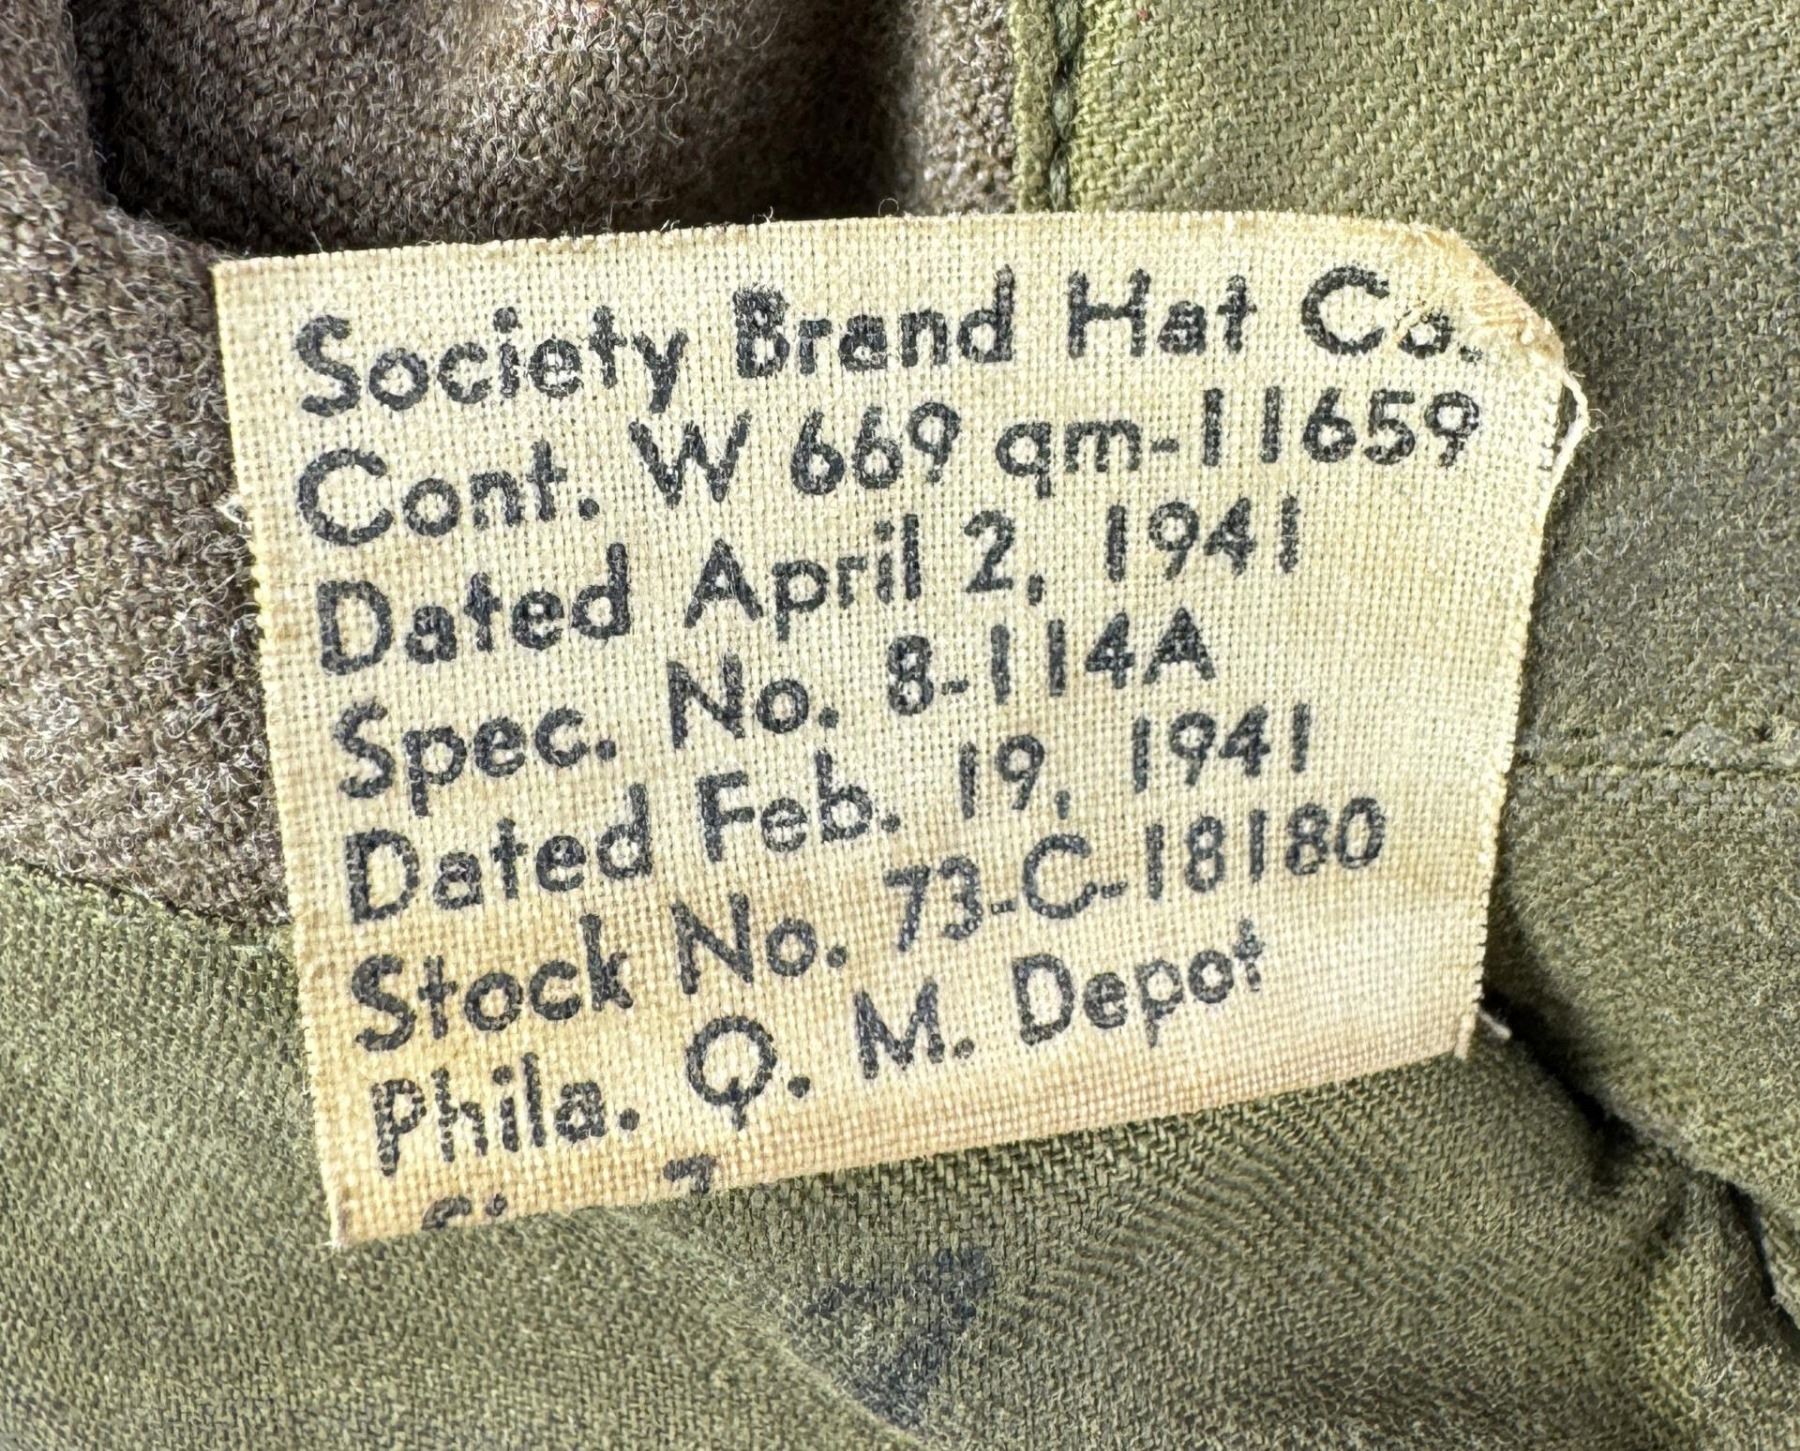 Society Brand Hat Co.
Cont. W 669 qm-11659
Dated April 2, 1941
Spec. No. 8-114A
Dated Feb. 19, 1941
Stock No. 73-C-18180
Phila. Q. M. Depot